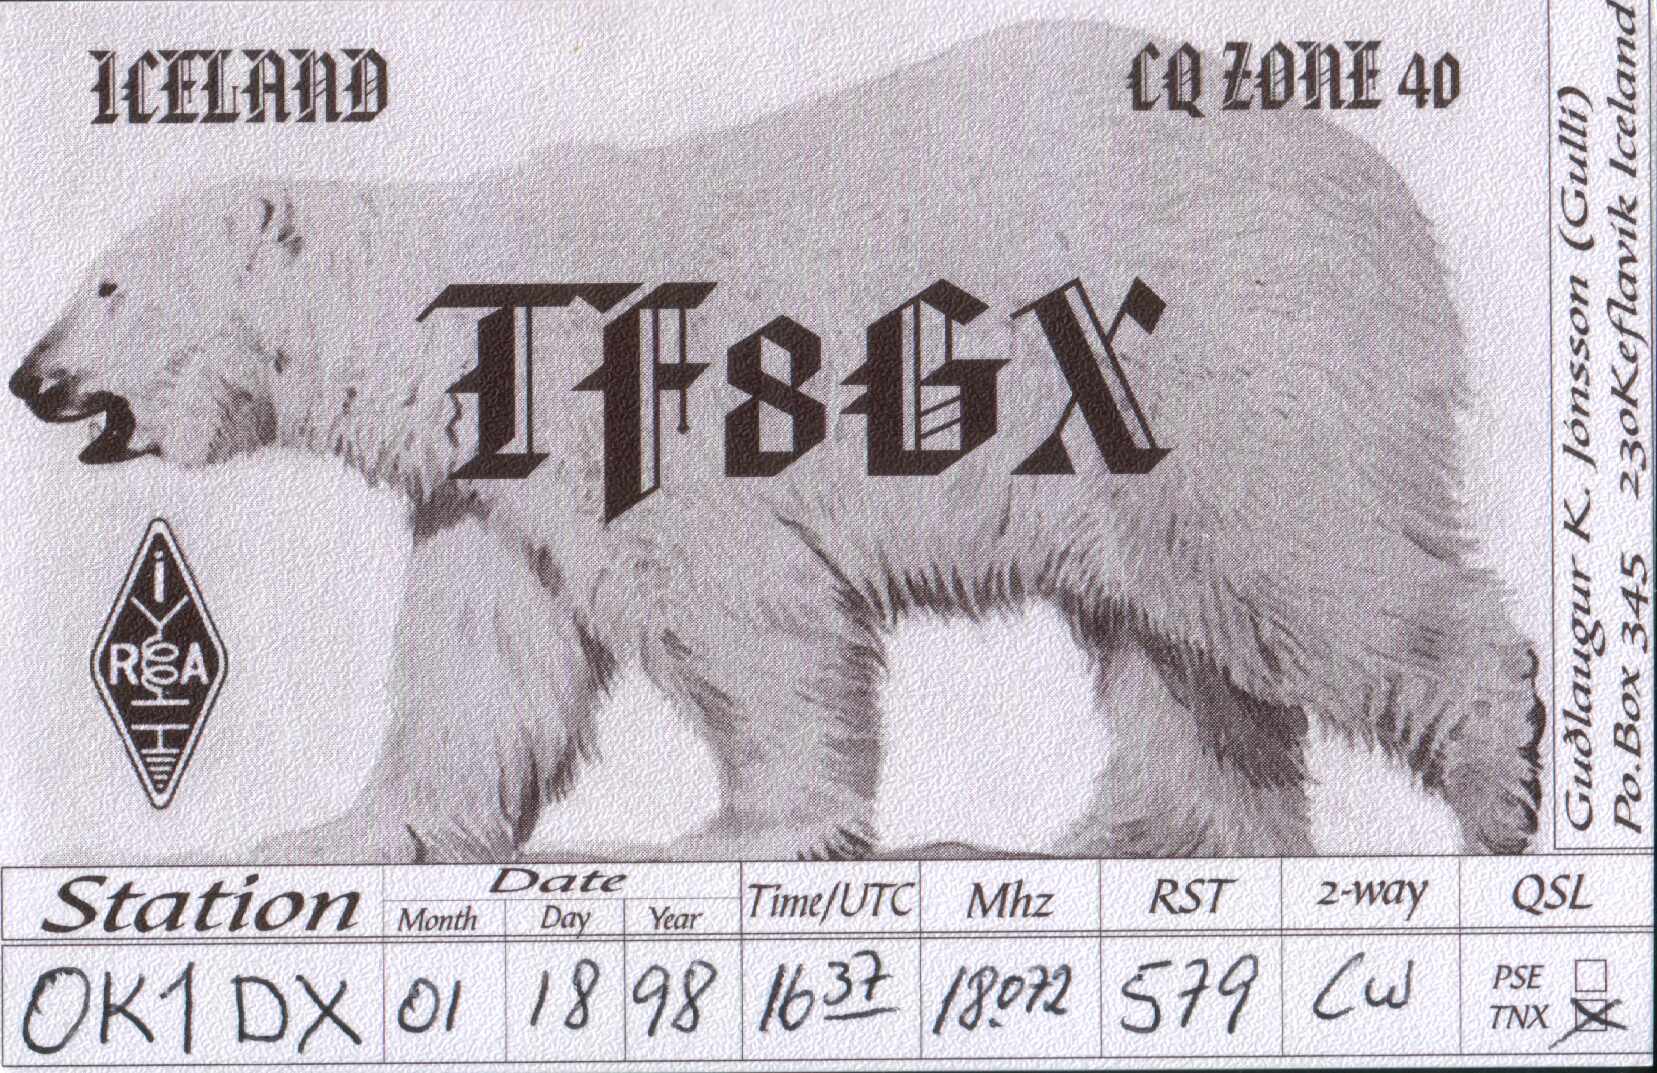 ICELAND
CQ ZONE 40
TF8GX
Guðlaugur K. Jónsson (Gulli)
Po.Box 345 230Keflavik Iceland
i
R A
Station Date Time/UTC Mhz RST 2-way QSL
Month Day Year
OK1DX 01 18 98 1637 18.072 579 CW PSE
TNX